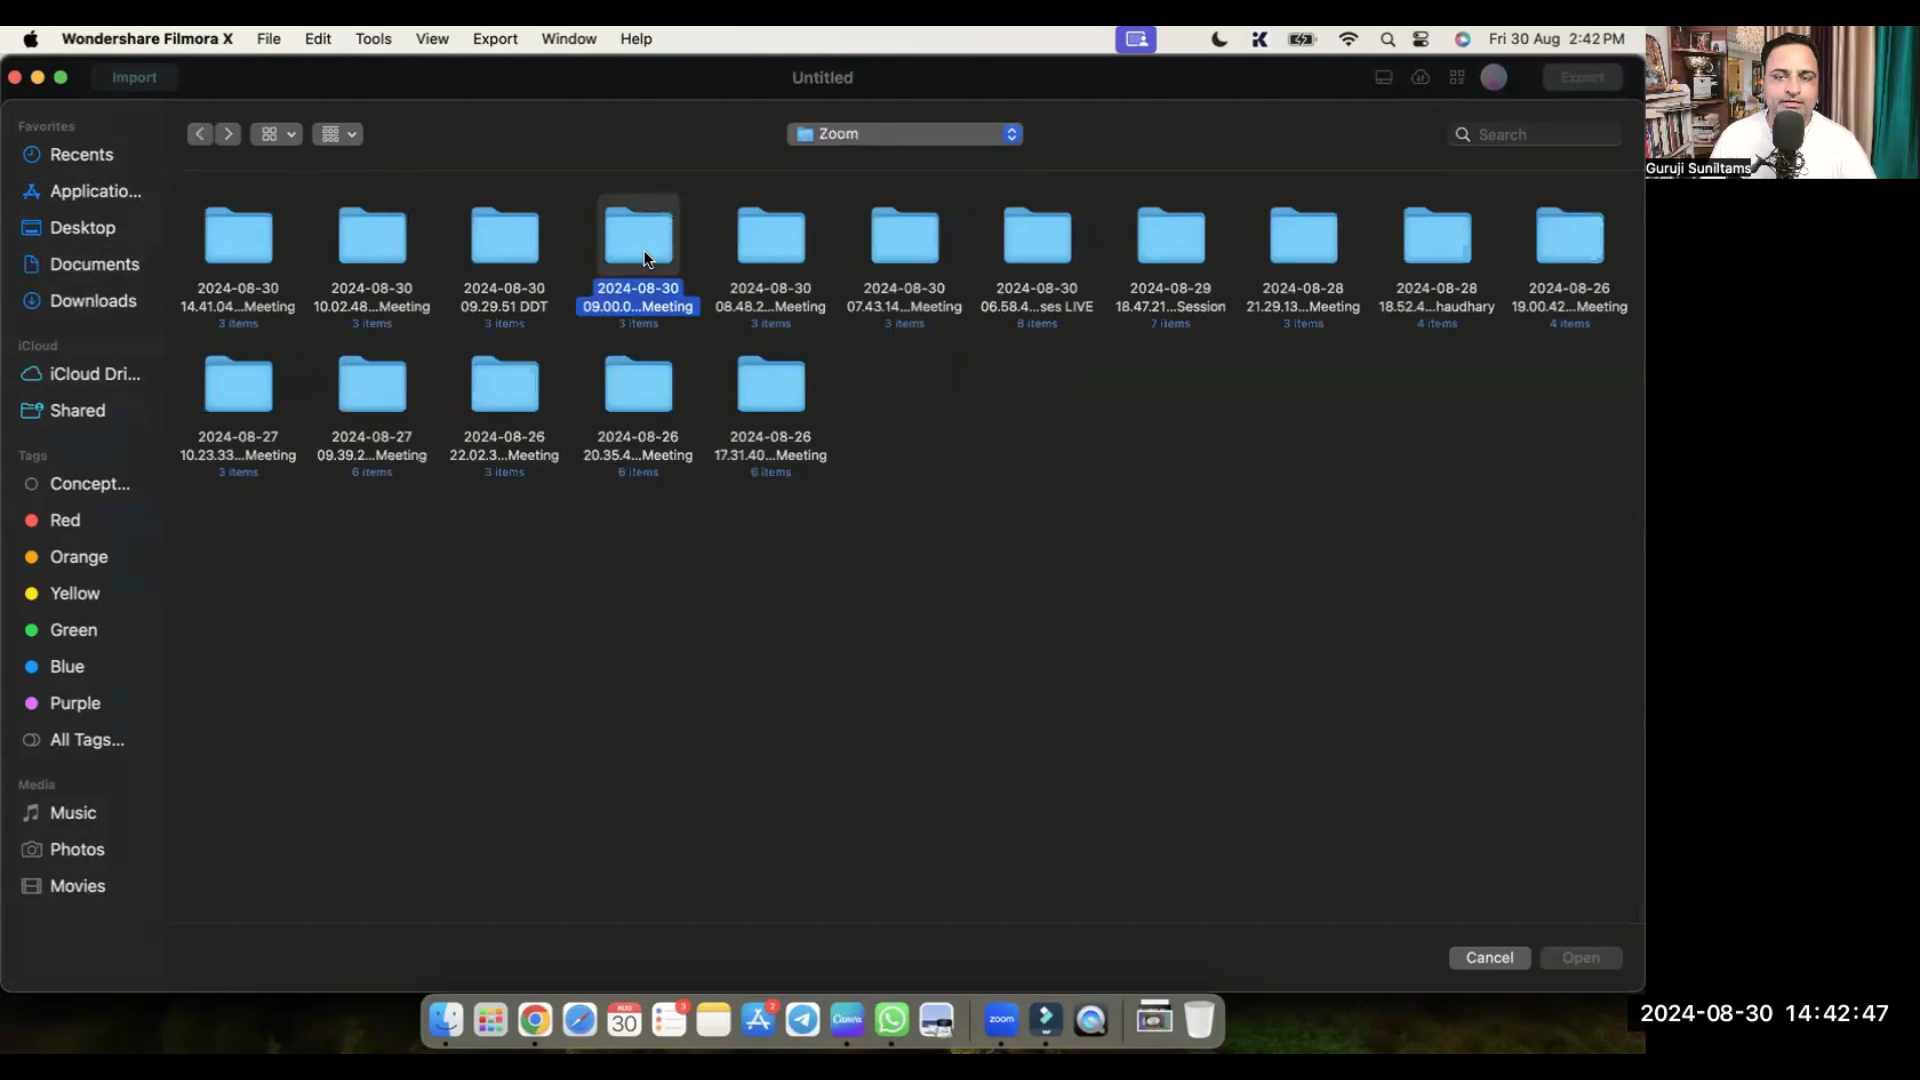 Wondershare Filmora X File Edit Tools View Export Window Help
Fri 30 Aug 2:42 PM
Import
Untitled
Export
Guruji Suniltams
Favorites
Recents
Applicatio...
Desktop
Documents
Downloads
iCloud
iCloud Dri...
Shared
Tags
Concept...
Red
Orange
Yellow
Green
Blue
Purple
All Tags...
Media
Music
Photos
Movies
Zoom
Search
2024-08-30
14.41.04...Meeting
3 items
2024-08-30
10.02.48...Meeting
3 items
2024-08-30
09.29.51 DDT
3 items
2024-08-30
09.00.0...Meeting
3 items
2024-08-30
08.48.2...Meeting
3 items
2024-08-30
07.43.14...Meeting
3 items
2024-08-30
06.58.4...ses LIVE
8 items
2024-08-29
18.47.21...Session
7 items
2024-08-28
21.29.13...Meeting
3 items
2024-08-28
18.52.4...haudhary
4 items
2024-08-26
19.00.42...Meeting
4 items
2024-08-27
10.23.33...Meeting
3 items
2024-08-27
09.39.2...Meeting
6 items
2024-08-26
22.02.3...Meeting
3 items
2024-08-26
20.35.4...Meeting
6 items
2024-08-26
17.31.40...Meeting
6 items
Cancel
Open
AUG
30
3
2
Canva
zoom
2024-08-30 14:42:47